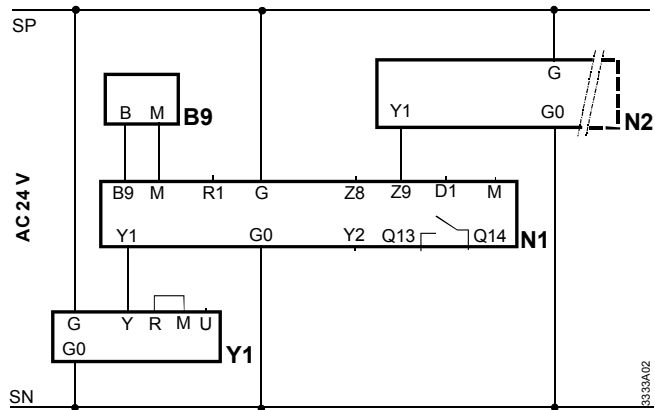 SP
G
B M B9
Y1 G0 N2
AC 24 V
B9 M R1 G Z8 Z9 D1 M
Y1 G0 Y2 Q13 Q14 N1
G Y R M U
G0 Y1
SN
3333A02